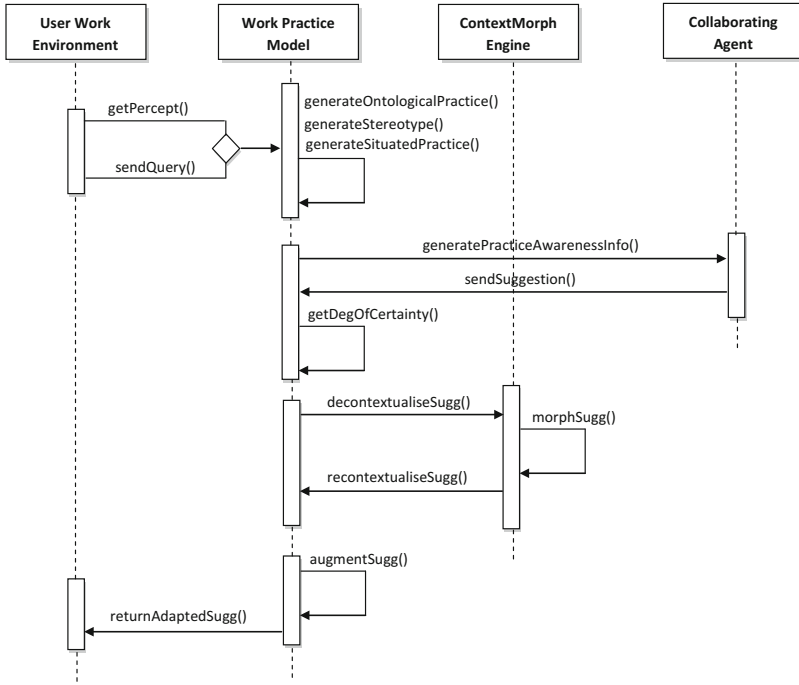 User Work
Environment
Work Practice
Model
ContextMorph
Engine
Collaborating
Agent
getPercept()
sendQuery()
generateOntologicalPractice()
generateStereotype()
generateSituatedPractice()
generatePracticeAwarenessInfo()
sendSuggestion()
getDegOfCertainty()
decontextualiseSugg()
morphSugg()
recontextualiseSugg()
augmentSugg()
returnAdaptedSugg()